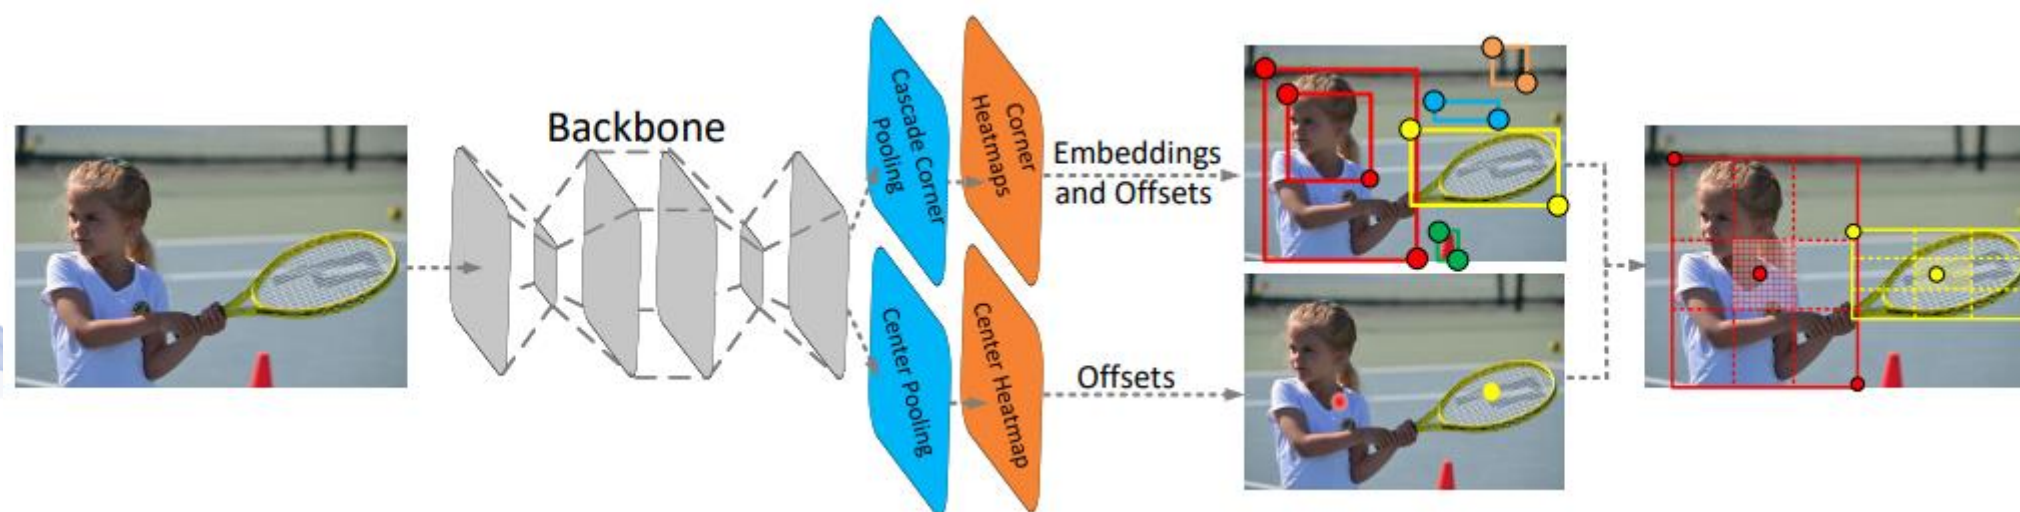 Backbone
Cascade Corner
Pooling
Corner
Heatmaps
Embeddings
and Offsets
Center Pooling
Center Heatmap
Offsets